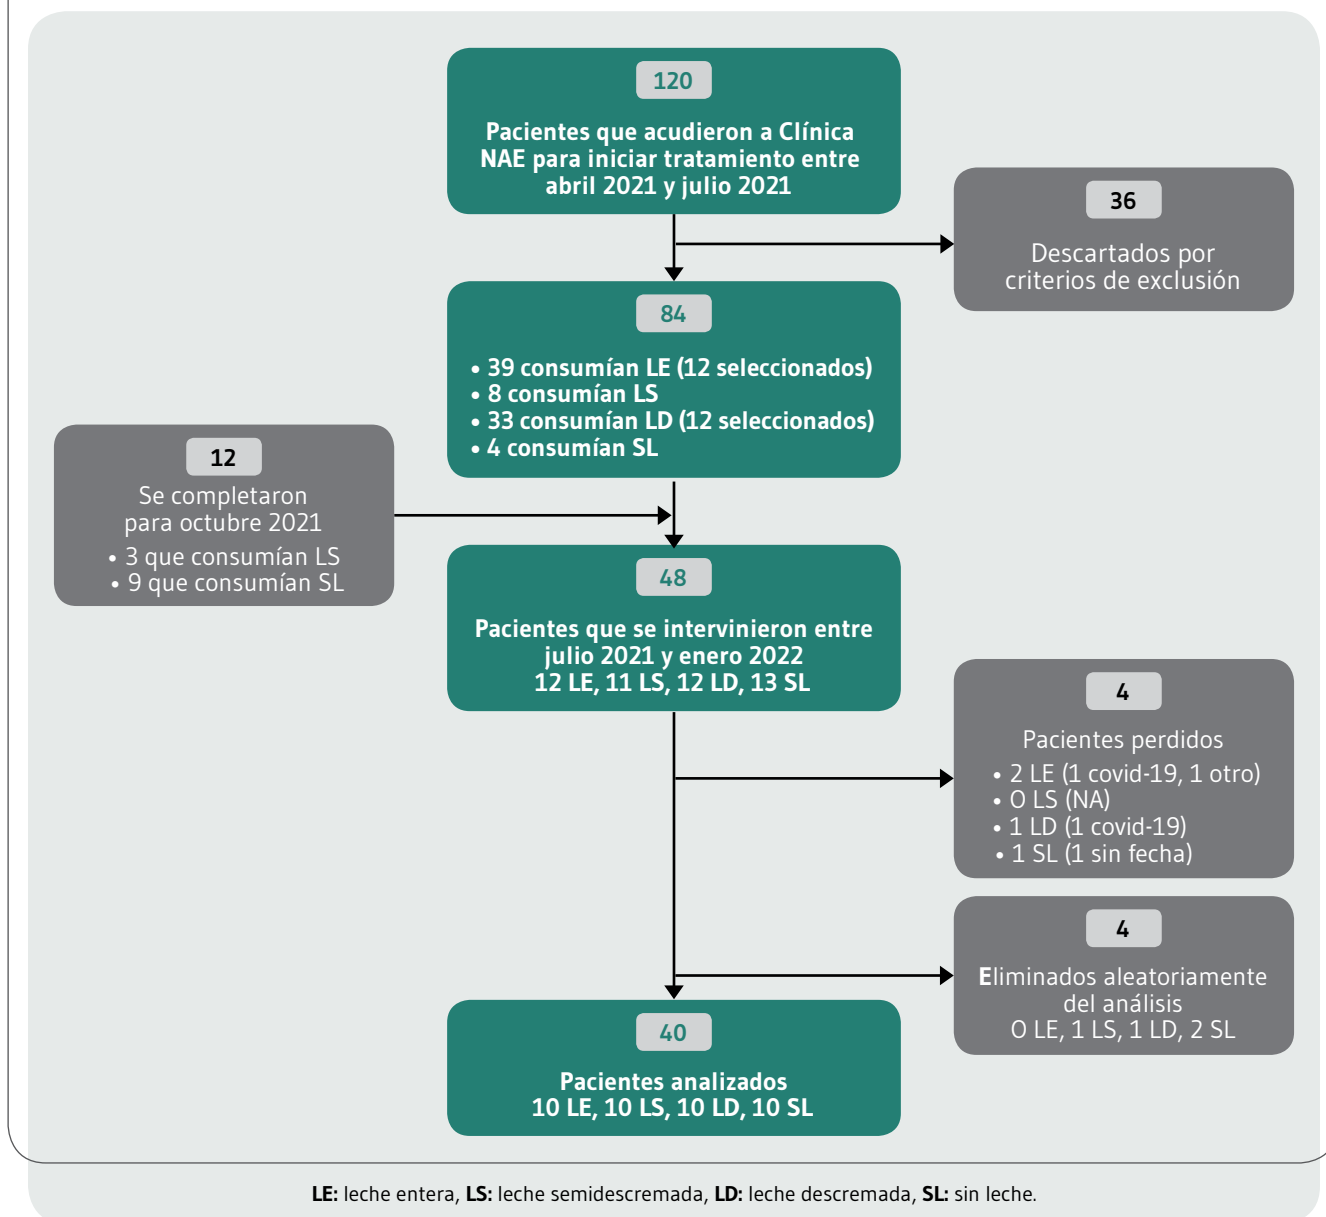 120
Pacientes que acudieron a Clínica
NAE para iniciar tratamiento entre
abril 2021 y julio 2021
36
Descartados por
criterios de exclusión
84
• 39 consumían LE (12 seleccionados)
• 8 consumían LS
• 33 consumían LD (12 seleccionados)
• 4 consumían SL
12
Se completaron
para octubre 2021
• 3 que consumían LS
• 9 que consumían SL
48
Pacientes que se intervinieron entre
julio 2021 y enero 2022
12 LE, 11 LS, 12 LD, 13 SL
4
Pacientes perdidos
• 2 LE (1 covid-19, 1 otro)
• 0 LS (NA)
• 1 LD (1 covid-19)
• 1 SL (1 sin fecha)
4
Eliminados aleatoriamente
del análisis
0 LE, 1 LS, 1 LD, 2 SL
40
Pacientes analizados
10 LE, 10 LS, 10 LD, 10 SL
LE: leche entera, LS: leche semidescremada, LD: leche descremada, SL: sin leche.